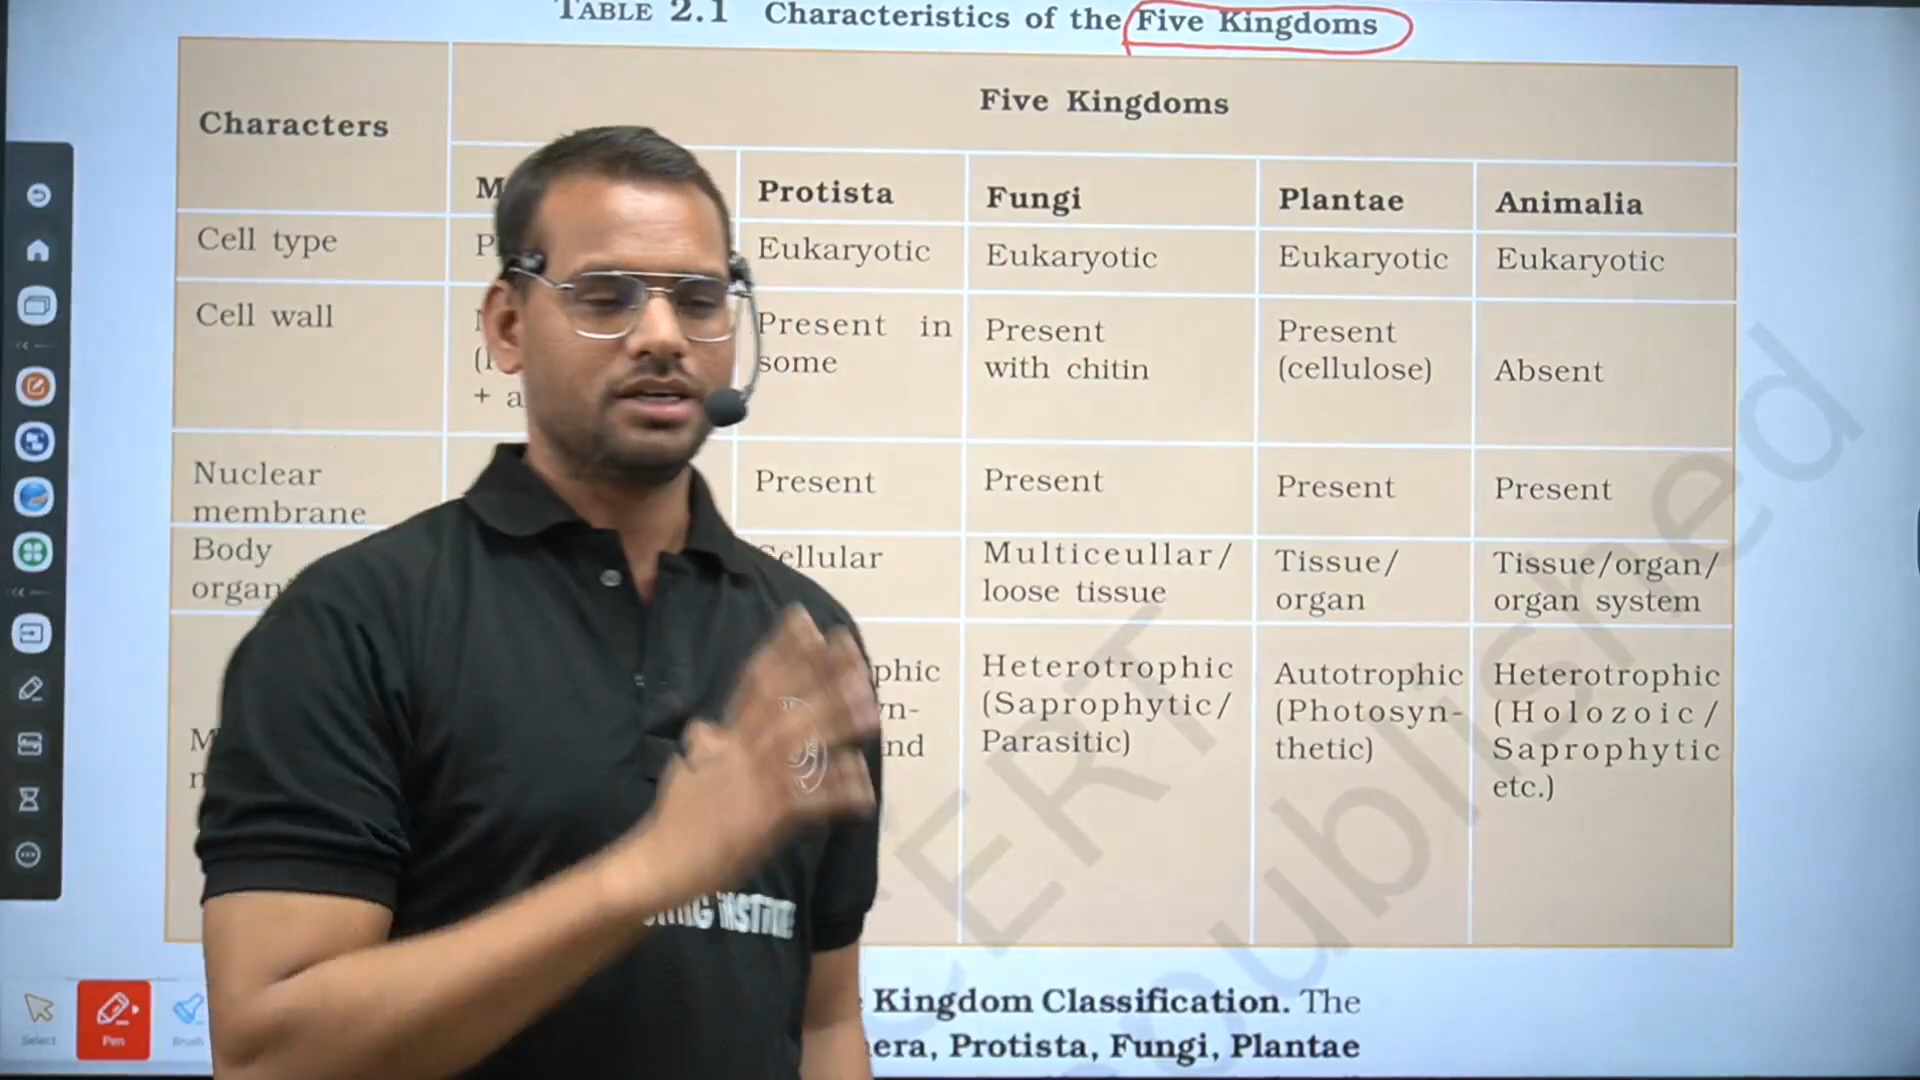 TABLE 2.1 Characteristics of the Five Kingdoms
Characters
Five Kingdoms
Protista
Fungi
Plantae
Animalia
Cell type
Eukaryotic
Eukaryotic
Eukaryotic
Eukaryotic
Cell wall
+ a
Present in
some
Present
with chitin
Present
(cellulose)
Absent
Nuclear
membrane
Present
Present
Present
Present
Body
organ
Cellular
Multiceullar/
loose tissue
Tissue/
organ
Tissue/organ/
organ system
phic
yn-
nd
Heterotrophic
(Saprophytic/
Parasitic)
Autotrophic
(Photosyn-
thetic)
Heterotrophic
(Holozoic/
Saprophytic
etc.)
Kingdom Classification. The
era, Protista, Fungi, Plantae
Select
Pen
Brush
INSTITUTE